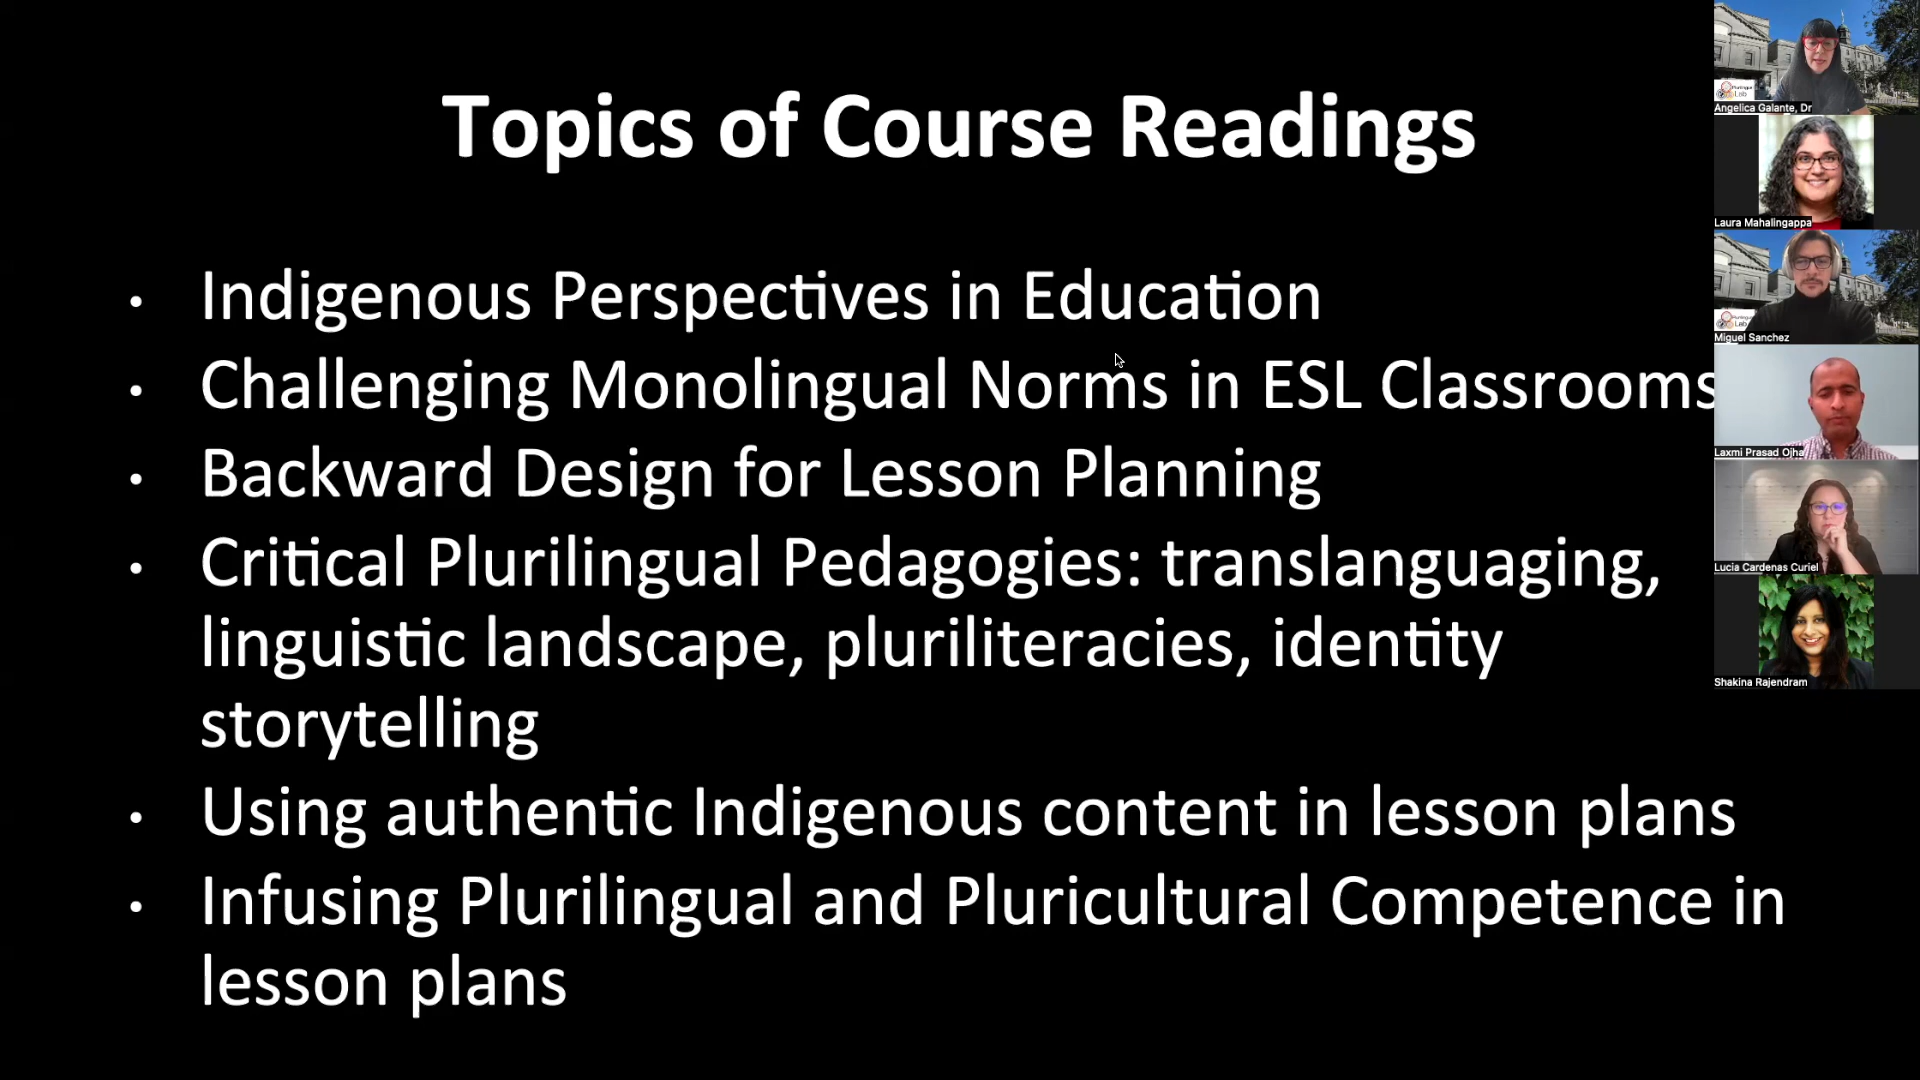 Topics of Course Readings
• Indigenous Perspectives in Education
• Challenging Monolingual Norms in ESL Classrooms
• Backward Design for Lesson Planning
• Critical Plurilingual Pedagogies: translanguaging,
linguistic landscape, pluriliteracies, identity
storytelling
• Using authentic Indigenous content in lesson plans
• Infusing Plurilingual and Pluricultural Competence in
lesson plans
Lab
Angelica Galante, Dr
Laura Mahalingappa
Lab
Miguel Sanchez
Laxmi Prasad Ojha
Lucia Cardenas Curiel
Shakina Rajendram